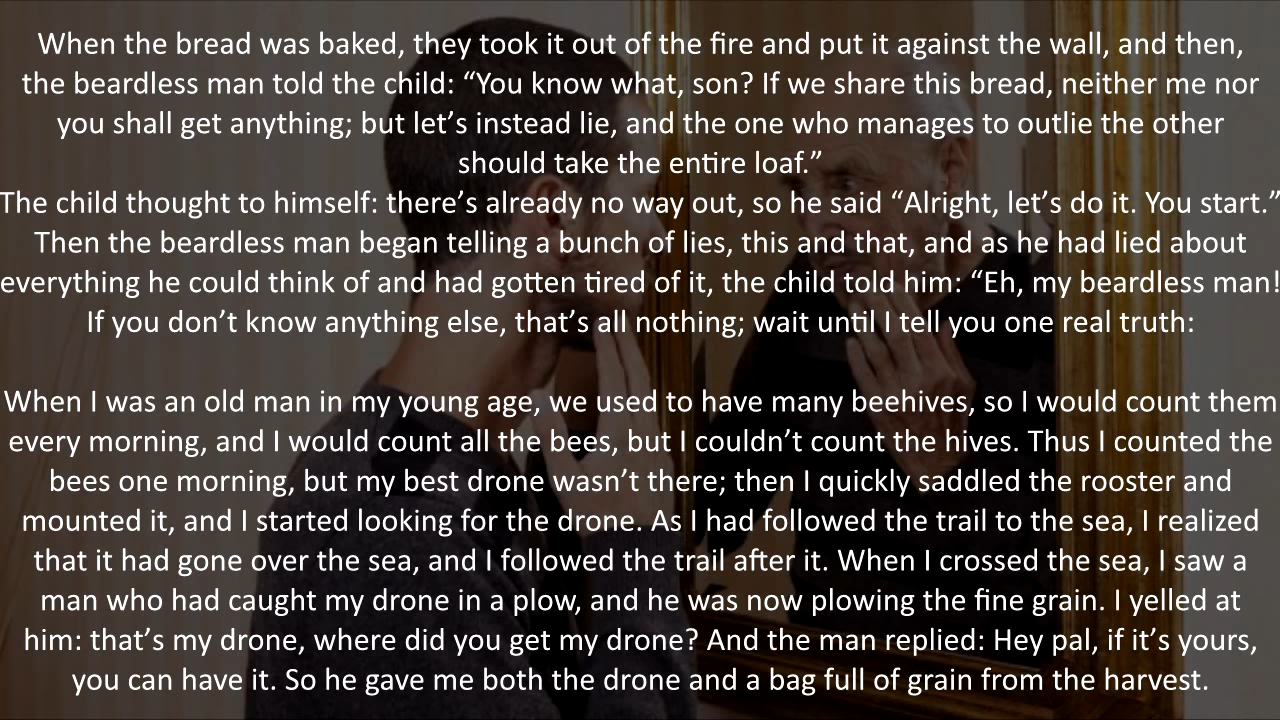 When the bread was baked, they took it out of the fire and put it against the wall, and then,
the beardless man told the child: “You know what, son? If we share this bread, neither me nor
you shall get anything; but let’s instead lie, and the one who manages to outlie the other
should take the entire loaf.”
The child thought to himself: there’s already no way out, so he said “Alright, let’s do it. You start.”
Then the beardless man began telling a bunch of lies, this and that, and as he had lied about
everything he could think of and had gotten tired of it, the child told him: “Eh, my beardless man!
If you don’t know anything else, that’s all nothing; wait until I tell you one real truth:
When I was an old man in my young age, we used to have many beehives, so I would count them
every morning, and I would count all the bees, but I couldn’t count the hives. Thus I counted the
bees one morning, but my best drone wasn’t there; then I quickly saddled the rooster and
mounted it, and I started looking for the drone. As I had followed the trail to the sea, I realized
that it had gone over the sea, and I followed the trail after it. When I crossed the sea, I saw a
man who had caught my drone in a plow, and he was now plowing the fine grain. I yelled at
him: that’s my drone, where did you get my drone? And the man replied: Hey pal, if it’s yours,
you can have it. So he gave me both the drone and a bag full of grain from the harvest.